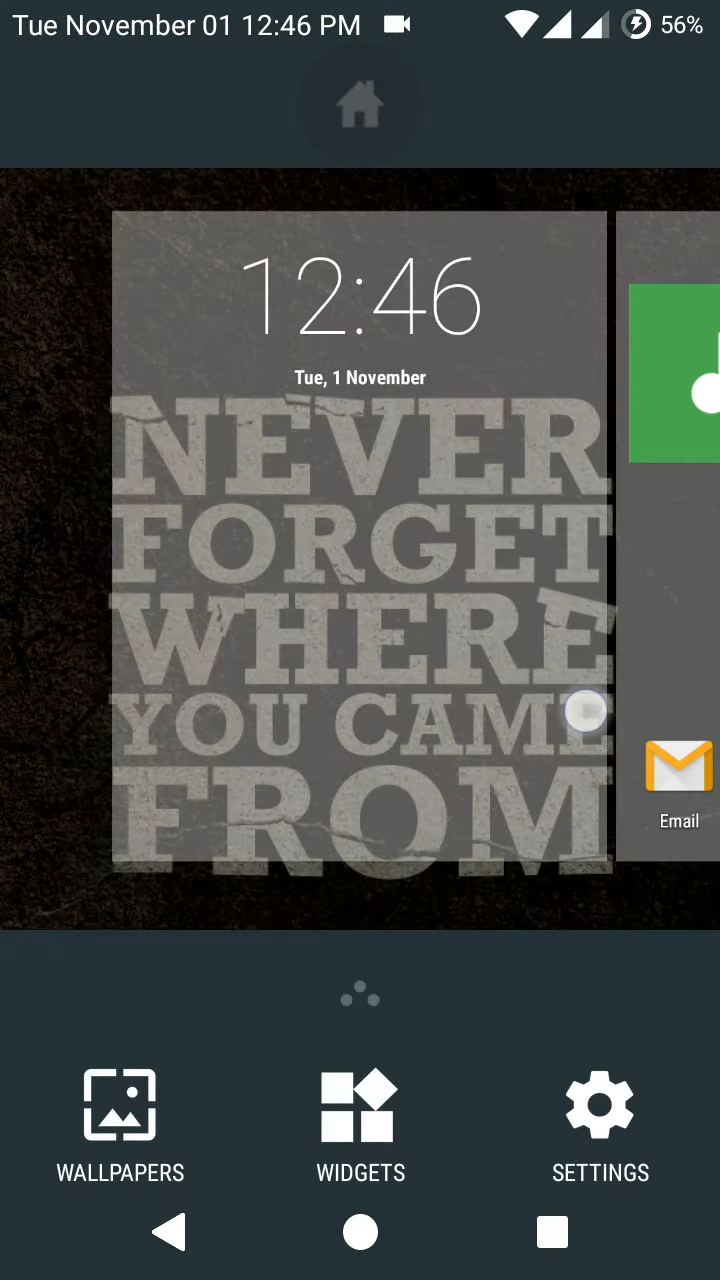 Tue November 01 12:46 PM 56%
12:46
Tue, 1 November
NEVER
FORGET
WHERE
YOU CAME
FROM
Email
WALLPAPERS WIDGETS SETTINGS